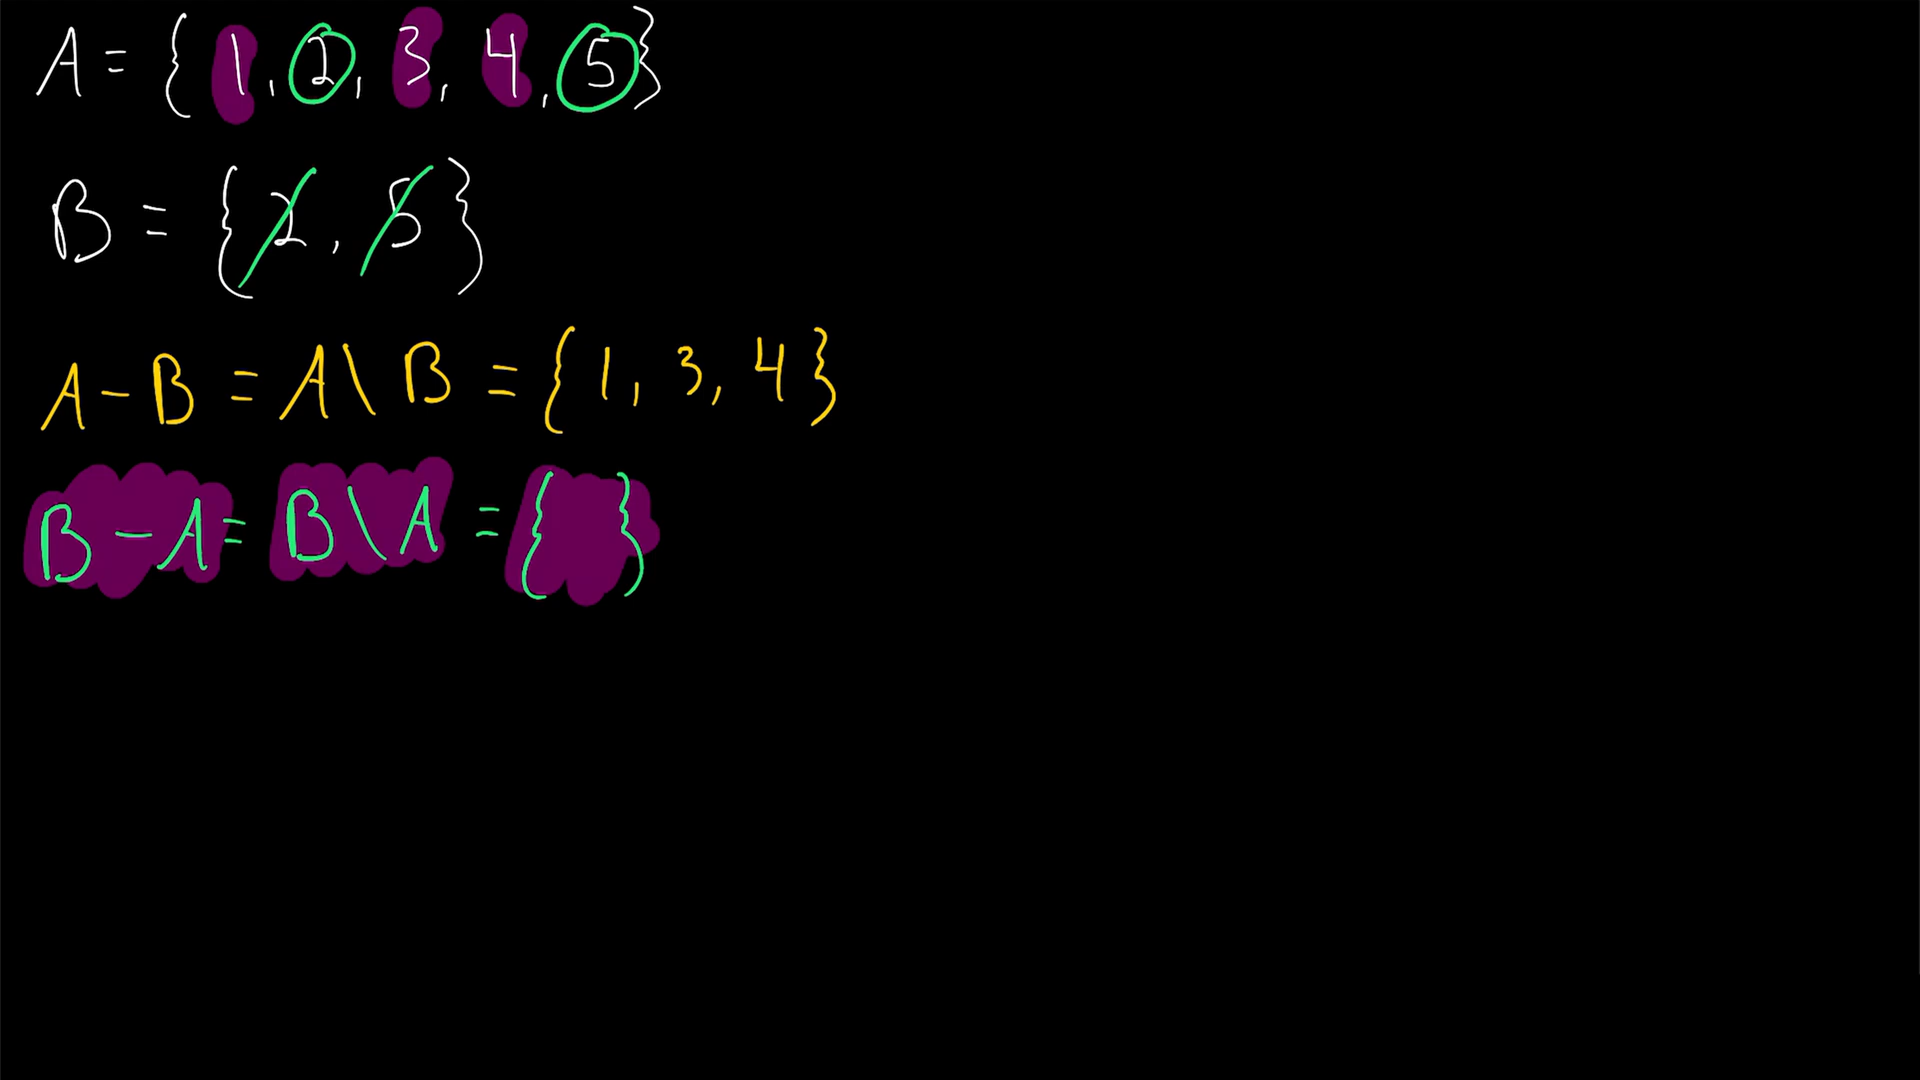 A = { 1, 2, 3, 4, 5 }
B = { 2, 5 }
A - B = A \ B = { 1, 3, 4 }
B - A = B \ A = { }